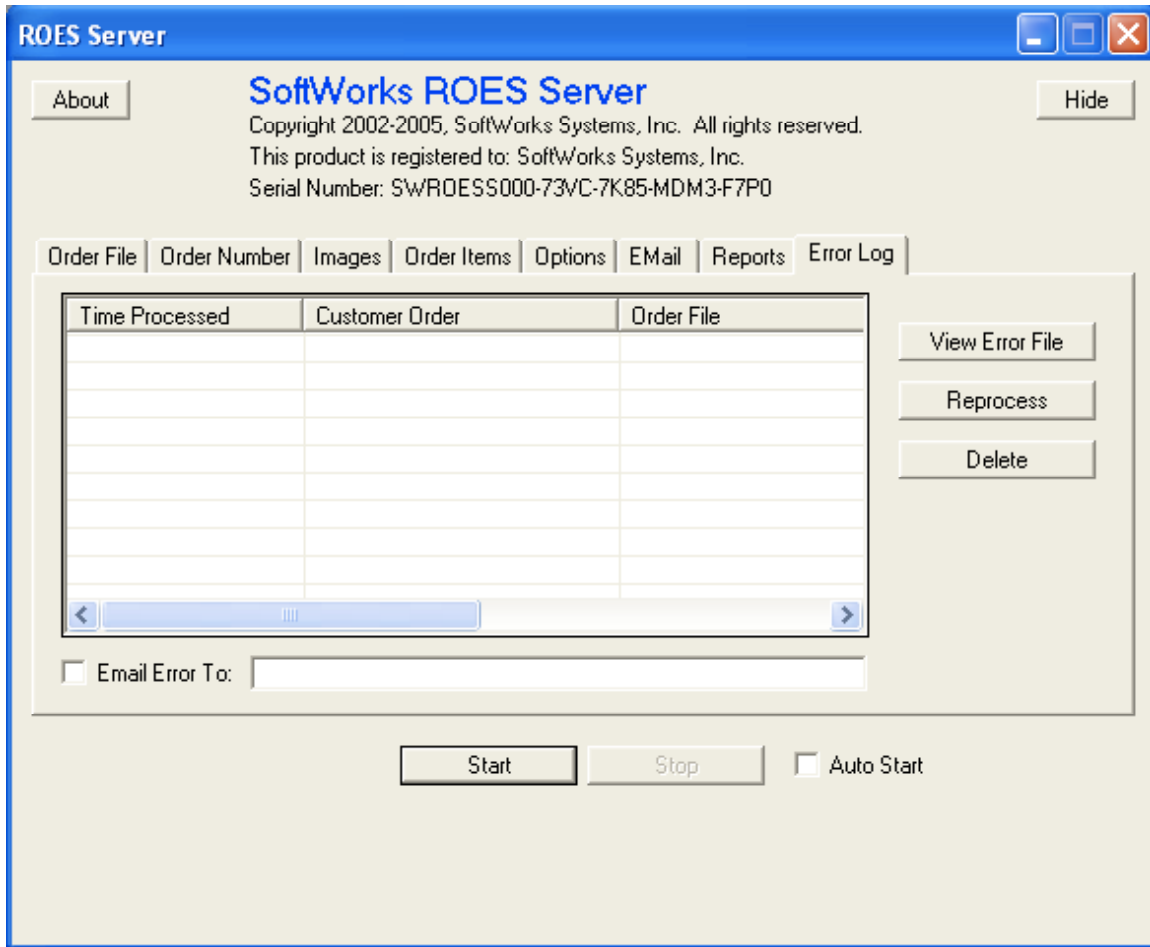 ROES Server
About
SoftWorks ROES Server
Hide
Copyright 2002-2005, SoftWorks Systems, Inc.  All rights reserved.
This product is registered to: SoftWorks Systems, Inc.
Serial Number: SWROESS000-73VC-7K85-MDM3-F7P0
Order File Order Number Images Order Items Options EMail Reports Error Log
Time Processed Customer Order Order File
View Error File
Reprocess
Delete
Email Error To:
Start Stop Auto Start